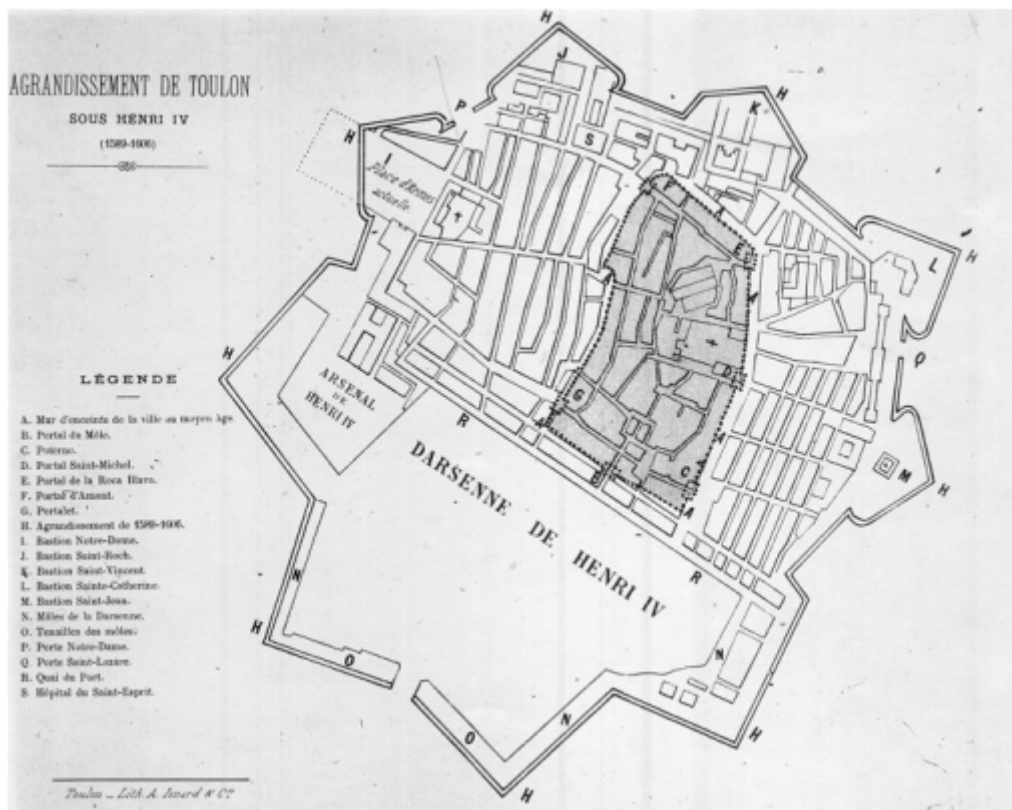 AGRANDISSEMENT DE TOULON
SOUS HENRI IV
(1589-1606)
LÉGENDE
A. Mur d'enceinte de la ville au moyen âge.
B. Portal du Môle.
C. Poterne.
D. Portal Saint-Michel.
E. Portal de la Roca Blava.
F. Portal d'Amont.
G. Portalet.
H. Agrandissement de 1589-1606.
I. Bastion Notre-Dame.
J. Bastion Saint-Roch.
K. Bastion Saint-Vincent.
L. Bastion Sainte-Catherine.
M. Bastion Saint-Jean.
N. Môles de la Darsenne.
O. Tenailles des môles.
P. Porte Notre-Dame.
Q. Porte Saint-Lazare.
R. Quai du Port.
S. Hôpital du Saint-Esprit.
Toulon _ Lith. A. Isnard & Cie
H
J
H
K
P
H
S
I
Place d'Armes
actuelle
F
A
E
L
H
A
H
Q
D
ARSENAL
DE
HENRI IV
G
R
A
A
B
C
A
A
M
H
DARSENNE DE HENRI IV
R
N
H
O
N
N
O
H
H